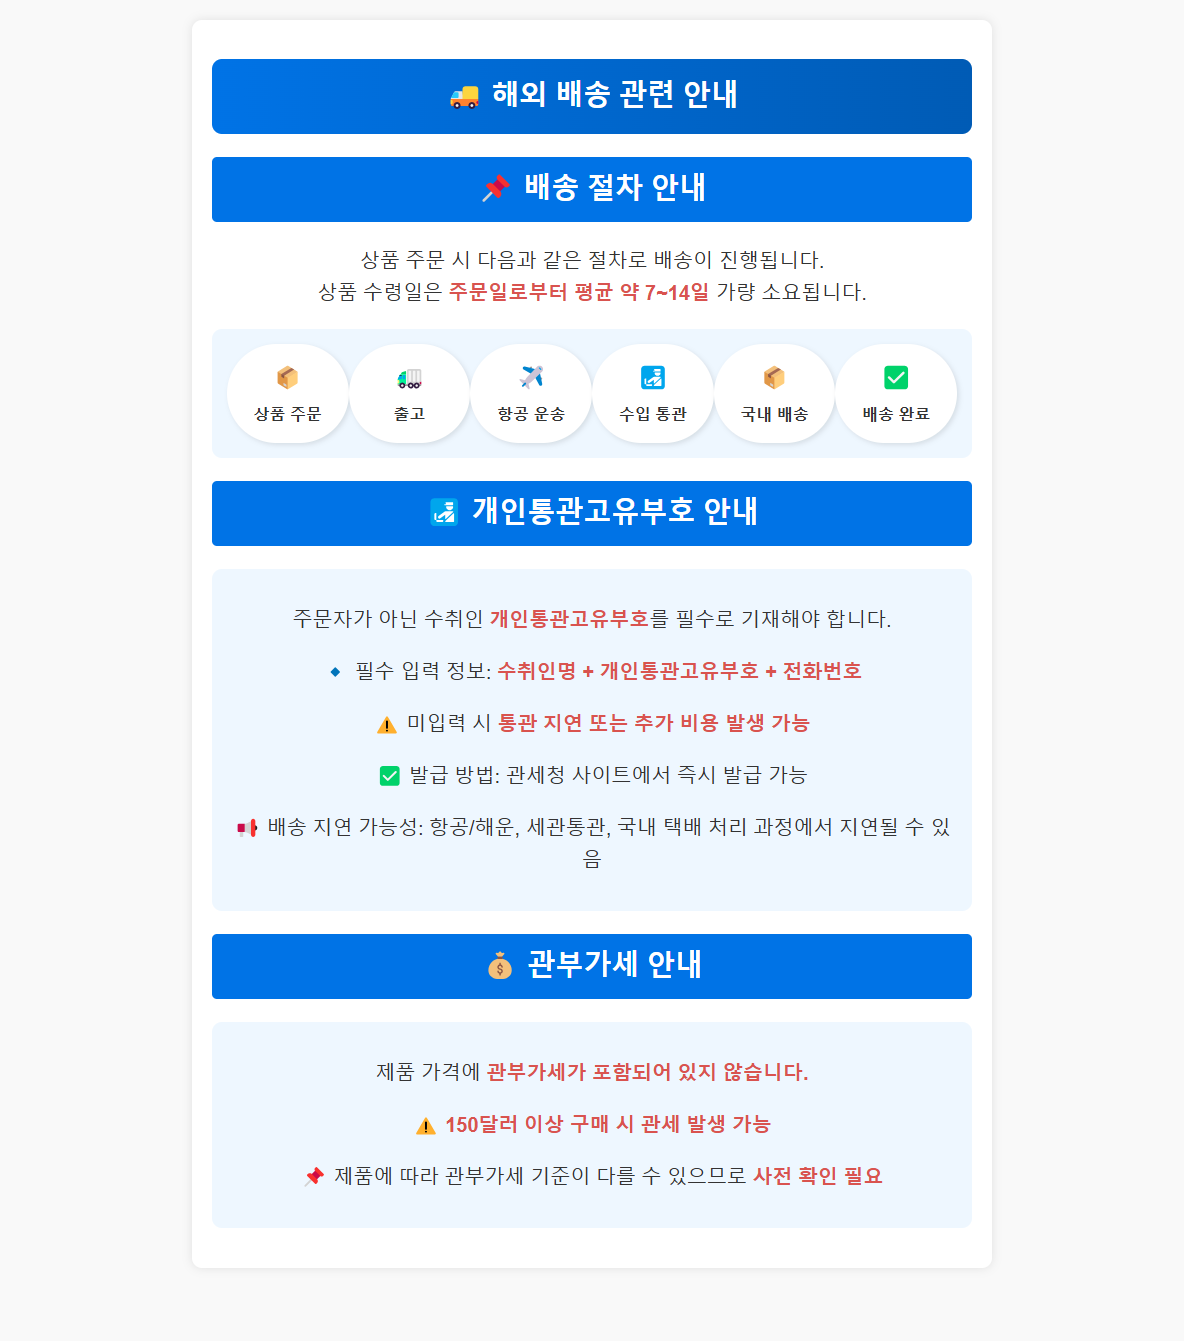 🚚 해외 배송 관련 안내
📌 배송 절차 안내
상품 주문 시 다음과 같은 절차로 배송이 진행됩니다.
상품 수령일은 주문일로부터 평균 약 7~14일 가량 소요됩니다.
📦 🚛 ✈️ 🛃 📦 ✅
상품 주문 출고 항공 운송 수입 통관 국내 배송 배송 완료
🛃 개인통관고유부호 안내
주문자가 아닌 수취인 개인통관고유부호를 필수로 기재해야 합니다.
🔹 필수 입력 정보: 수취인명 + 개인통관고유부호 + 전화번호
⚠️ 미입력 시 통관 지연 또는 추가 비용 발생 가능
✅ 발급 방법: 관세청 사이트에서 즉시 발급 가능
📢 배송 지연 가능성: 항공/해운, 세관통관, 국내 택배 처리 과정에서 지연될 수 있
음
💰 관부가세 안내
제품 가격에 관부가세가 포함되어 있지 않습니다.
⚠️ 150달러 이상 구매 시 관세 발생 가능
📌 제품에 따라 관부가세 기준이 다를 수 있으므로 사전 확인 필요